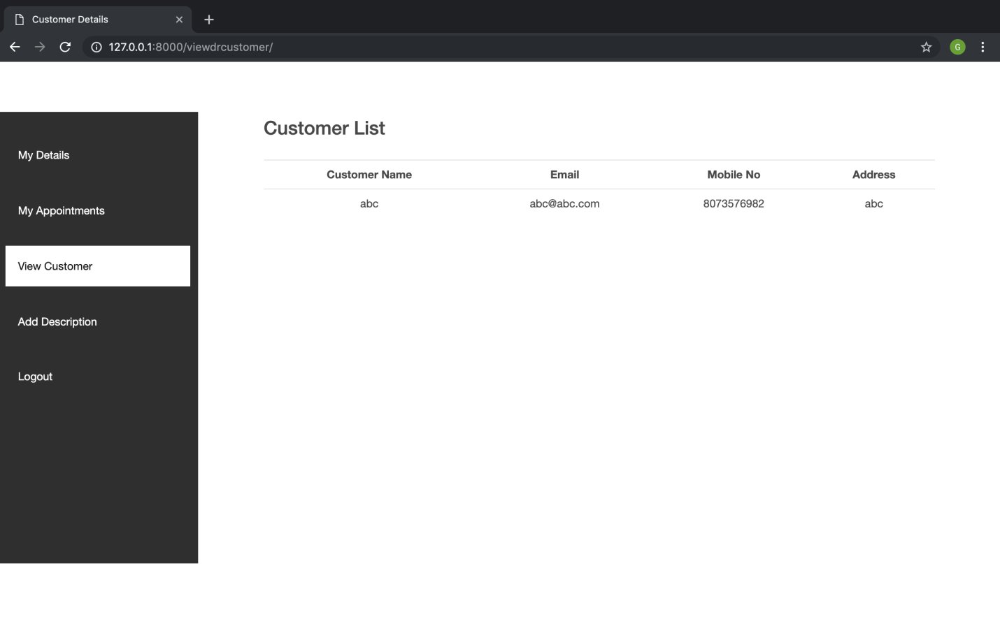 Customer Details
127.0.0.1:8000/viewdrcustomer/
G
My Details
My Appointments
View Customer
Add Description
Logout
Customer List
Customer Name Email Mobile No Address
abc abc@abc.com 8073576982 abc